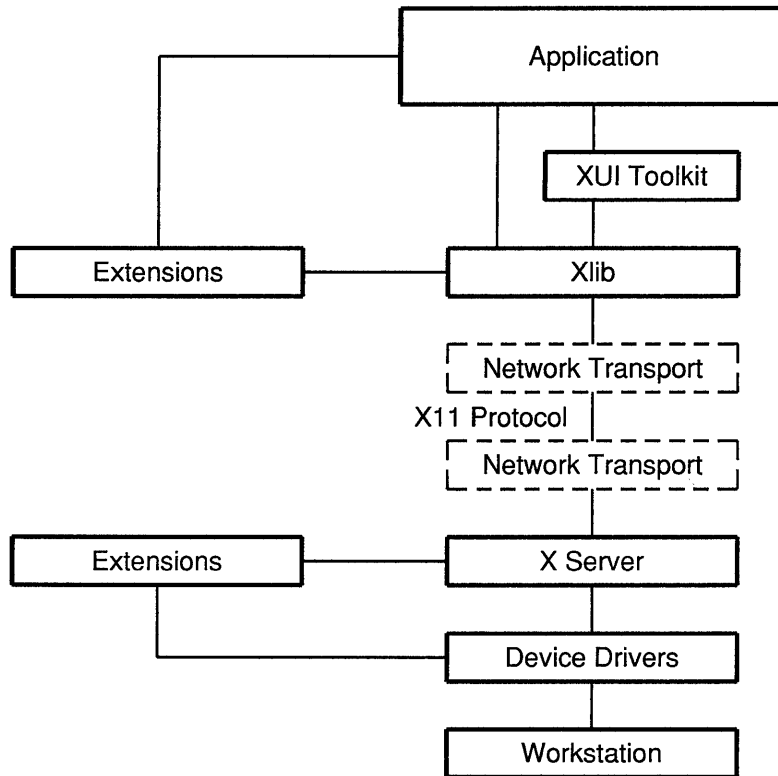 Application
XUI Toolkit
Extensions
Xlib
Network Transport
X11 Protocol
Network Transport
Extensions
X Server
Device Drivers
Workstation